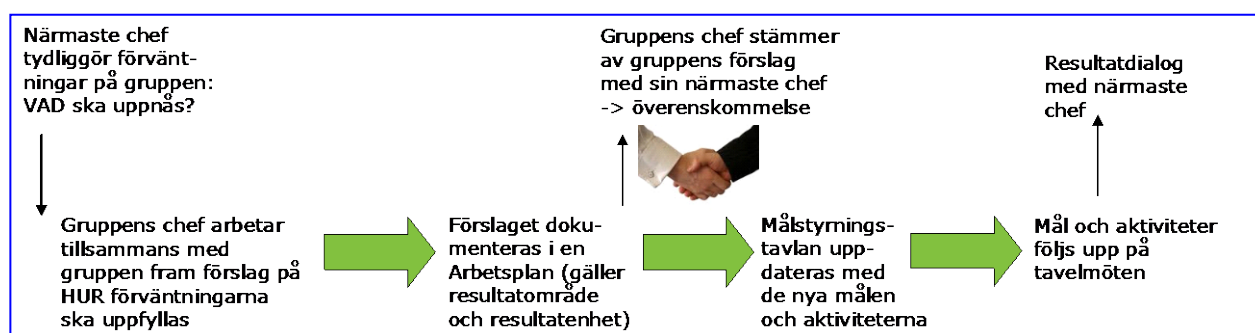 Närmaste chef
tydliggör förvänt-
ningar på gruppen:
VAD ska uppnås?
Gruppens chef stämmer
av gruppens förslag
med sin närmaste chef
-> överenskommelse
Resultatdialog
med närmaste
chef
Gruppens chef arbetar
tillsammans med
gruppen fram förslag på
HUR förväntningarna
ska uppfyllas
Förslaget doku-
menteras i en
Arbetsplan (gäller
resultatområde
och resultatenhet)
Målstyrnings-
tavlan upp-
dateras med
de nya målen
och aktiviteterna
Mål och aktiviteter
följs upp på
tavelmöten